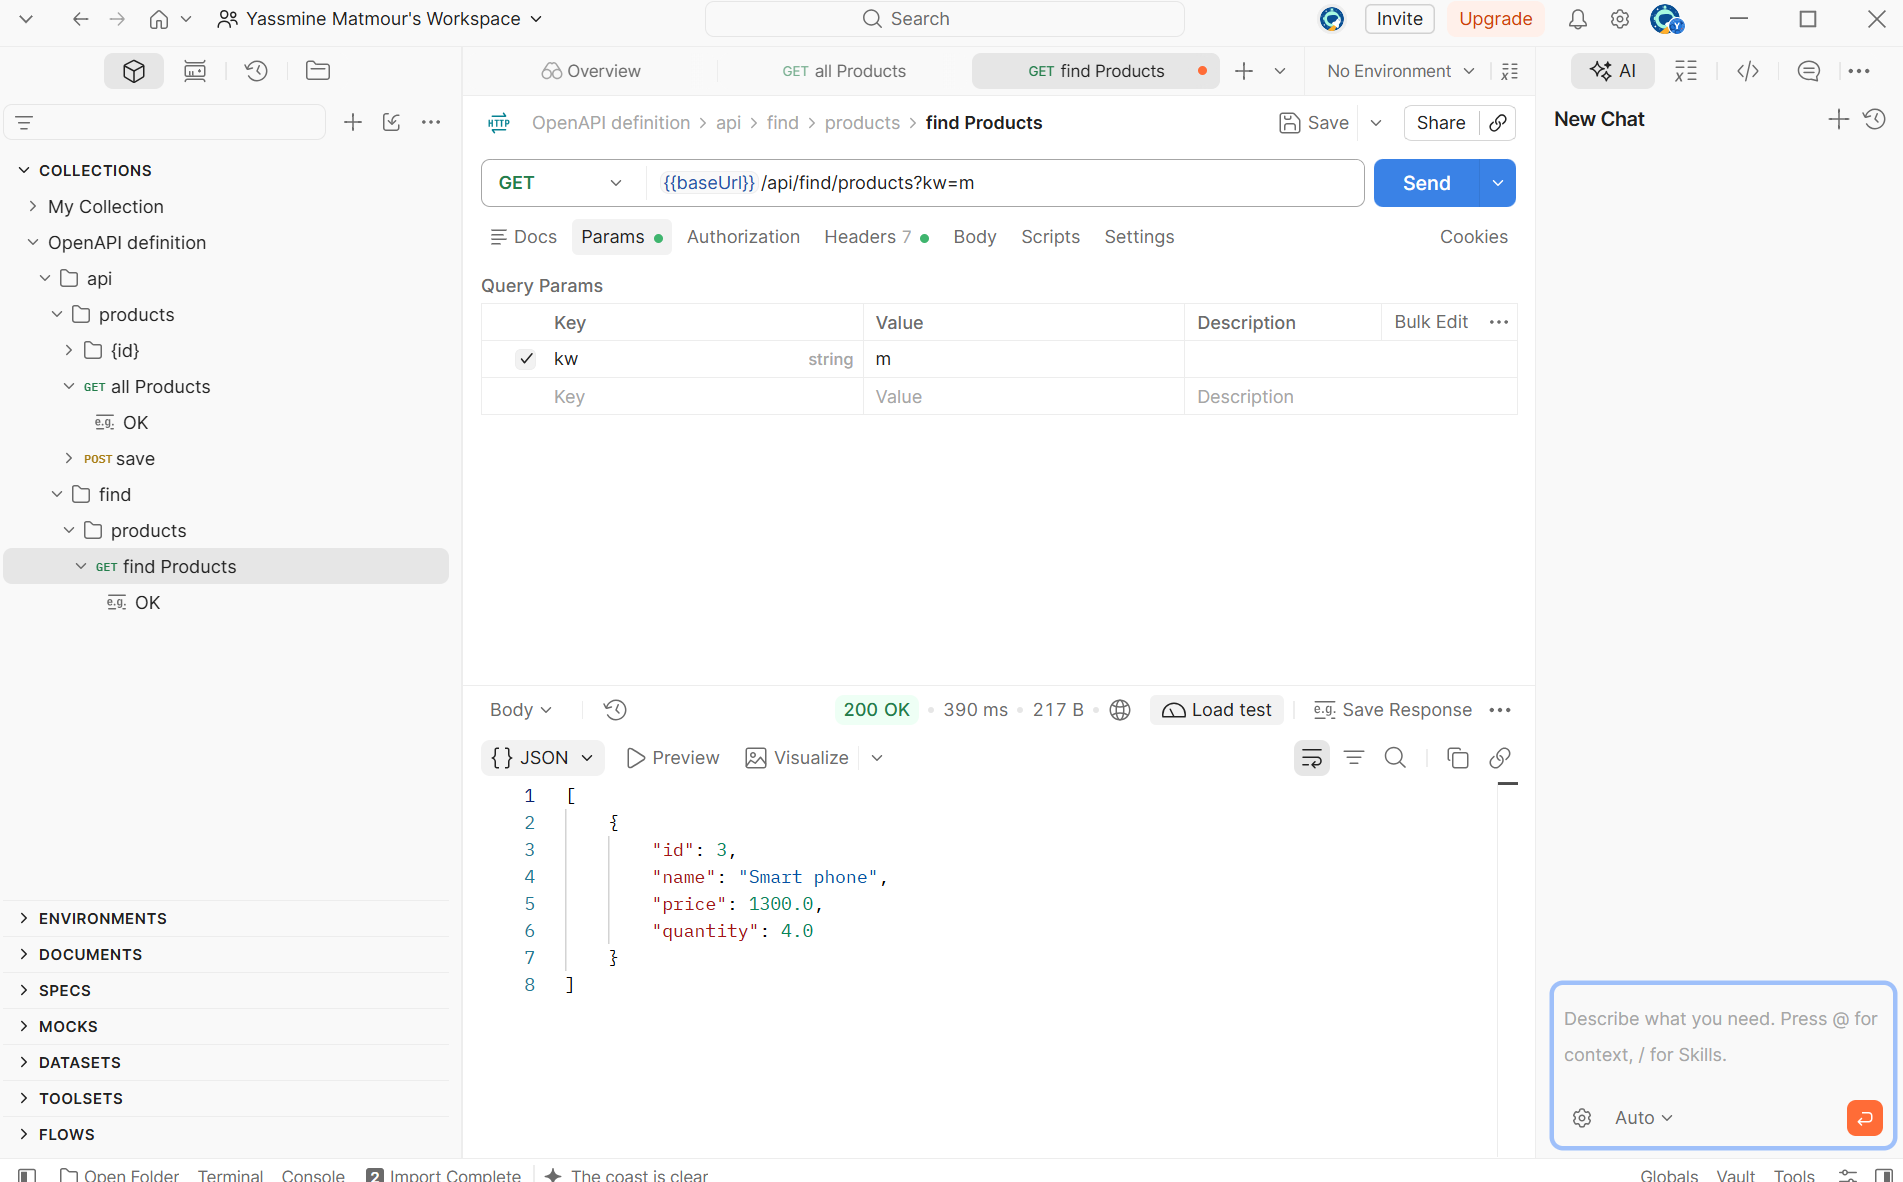 Yassmine Matmour's Workspace
Search
Invite
Upgrade
Y
Overview
GET all Products
GET find Products
No Environment
AI
COLLECTIONS
My Collection
OpenAPI definition
api
products
{id}
GET all Products
e.g. OK
POST save
find
products
GET find Products
e.g. OK
ENVIRONMENTS
DOCUMENTS
SPECS
MOCKS
DATASETS
TOOLSETS
FLOWS
HTTP OpenAPI definition > api > find > products > find Products
Save
Share
GET
{{baseUrl}} /api/find/products?kw=m
Send
Docs Params Authorization Headers 7 Body Scripts Settings Cookies
Query Params
Key Value Description Bulk Edit
kw string m
Key Value Description
Body 200 OK • 390 ms • 217 B • Load test e.g. Save Response
{} JSON Preview Visualize
1 [
2 {
3 "id": 3,
4 "name": "Smart phone",
5 "price": 1300.0,
6 "quantity": 4.0
7 }
8 ]
New Chat
Describe what you need. Press @ for
context, / for Skills.
Auto
Open Folder Terminal Console 2 Import Complete The coast is clear
Globals Vault Tools